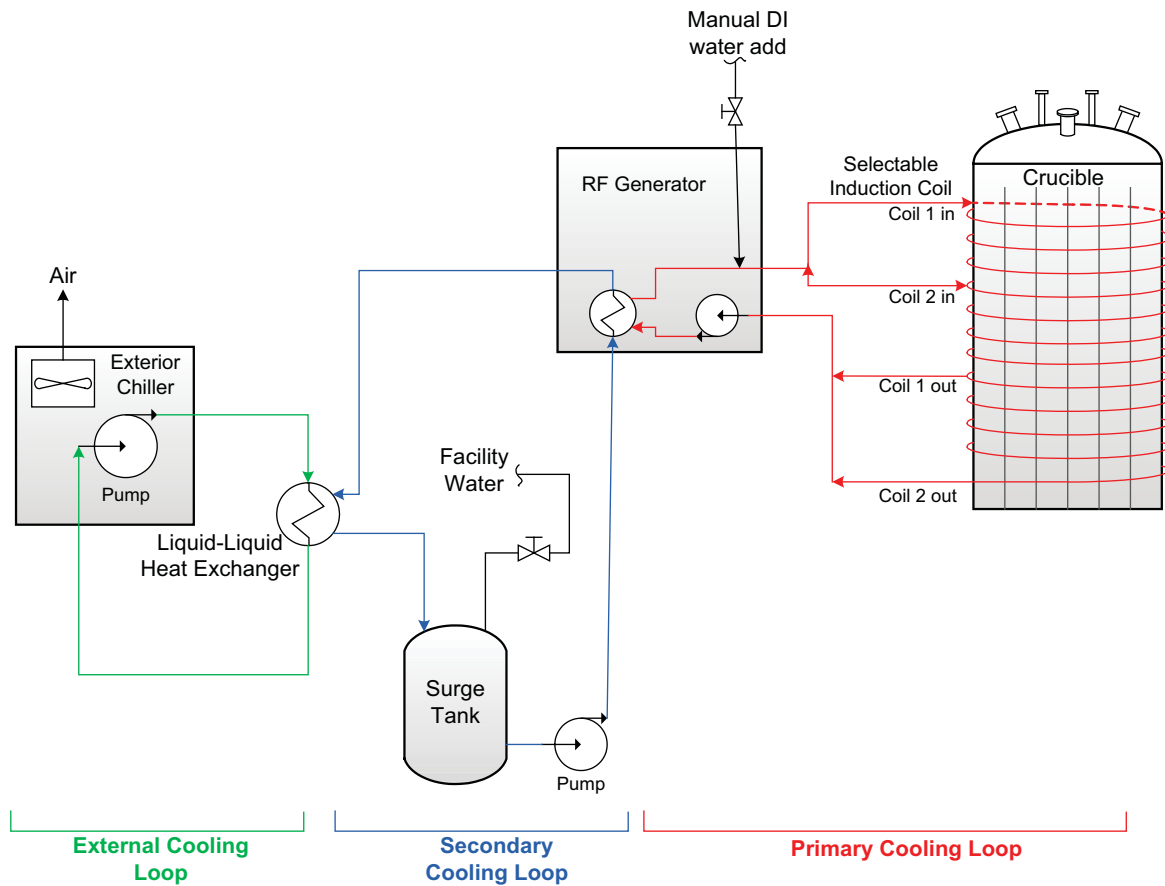 Manual DI
water add
RF Generator
Selectable
Induction Coil
Coil 1 in
Crucible
Coil 2 in
Coil 1 out
Coil 2 out
Air
Exterior
Chiller
Pump
Liquid-Liquid
Heat Exchanger
Facility
Water
Surge
Tank
Pump
External Cooling
Loop
Secondary
Cooling Loop
Primary Cooling Loop